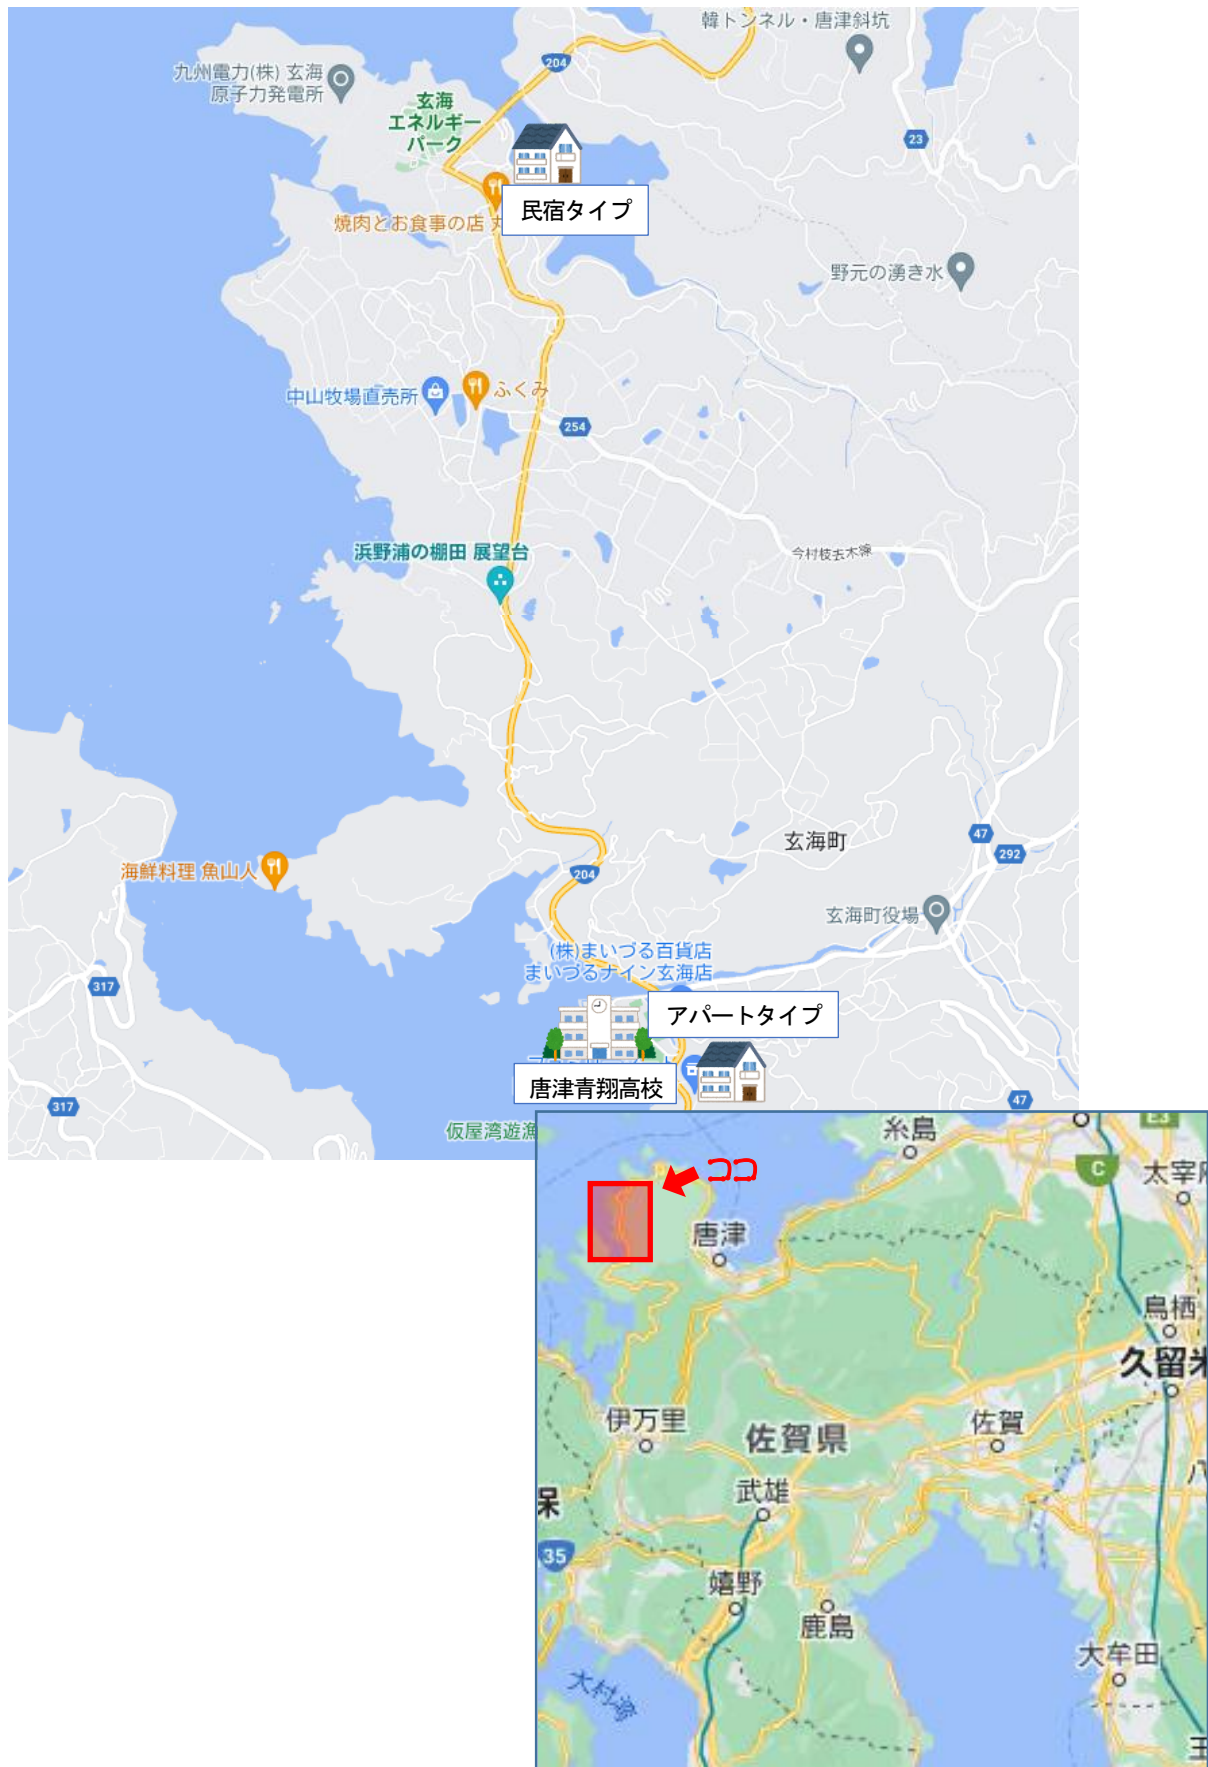 韓トンネル・唐津斜坑
204
九州電力(株) 玄海
原子力発電所
玄海
エネルギー
パーク
23
民宿タイプ
焼肉とお食事の店
野元の湧き水
中山牧場直売所
ふくみ
254
浜野浦の棚田 展望台
今村枝去木線
玄海町
47
292
海鮮料理 魚山人
204
玄海町役場
(株)まいづる百貨店
まいづるナイン玄海店
317
アパートタイプ
唐津青翔高校
317
47
仮屋湾遊漁
糸島
E3
C
太宰府
ココ
唐津
鳥栖
久留米
伊万里
佐賀県
佐賀
武雄
35
嬉野
鹿島
大牟田
大村湾